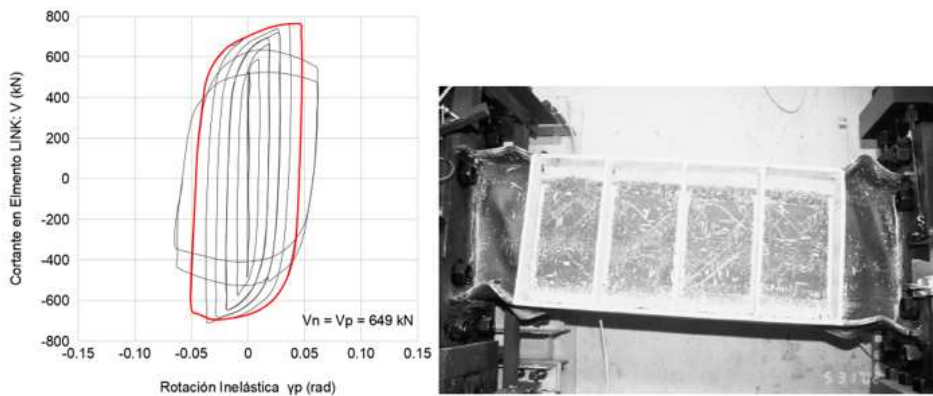 800
600
400
200
0
-200
-400
-600
-800
Cortante en Elmento LINK: V (kN)
Vn = Vp = 649 kN
-0.15 -0.10 -0.05 0 0.05 0.10 0.15
Rotación Inelástica γp (rad)